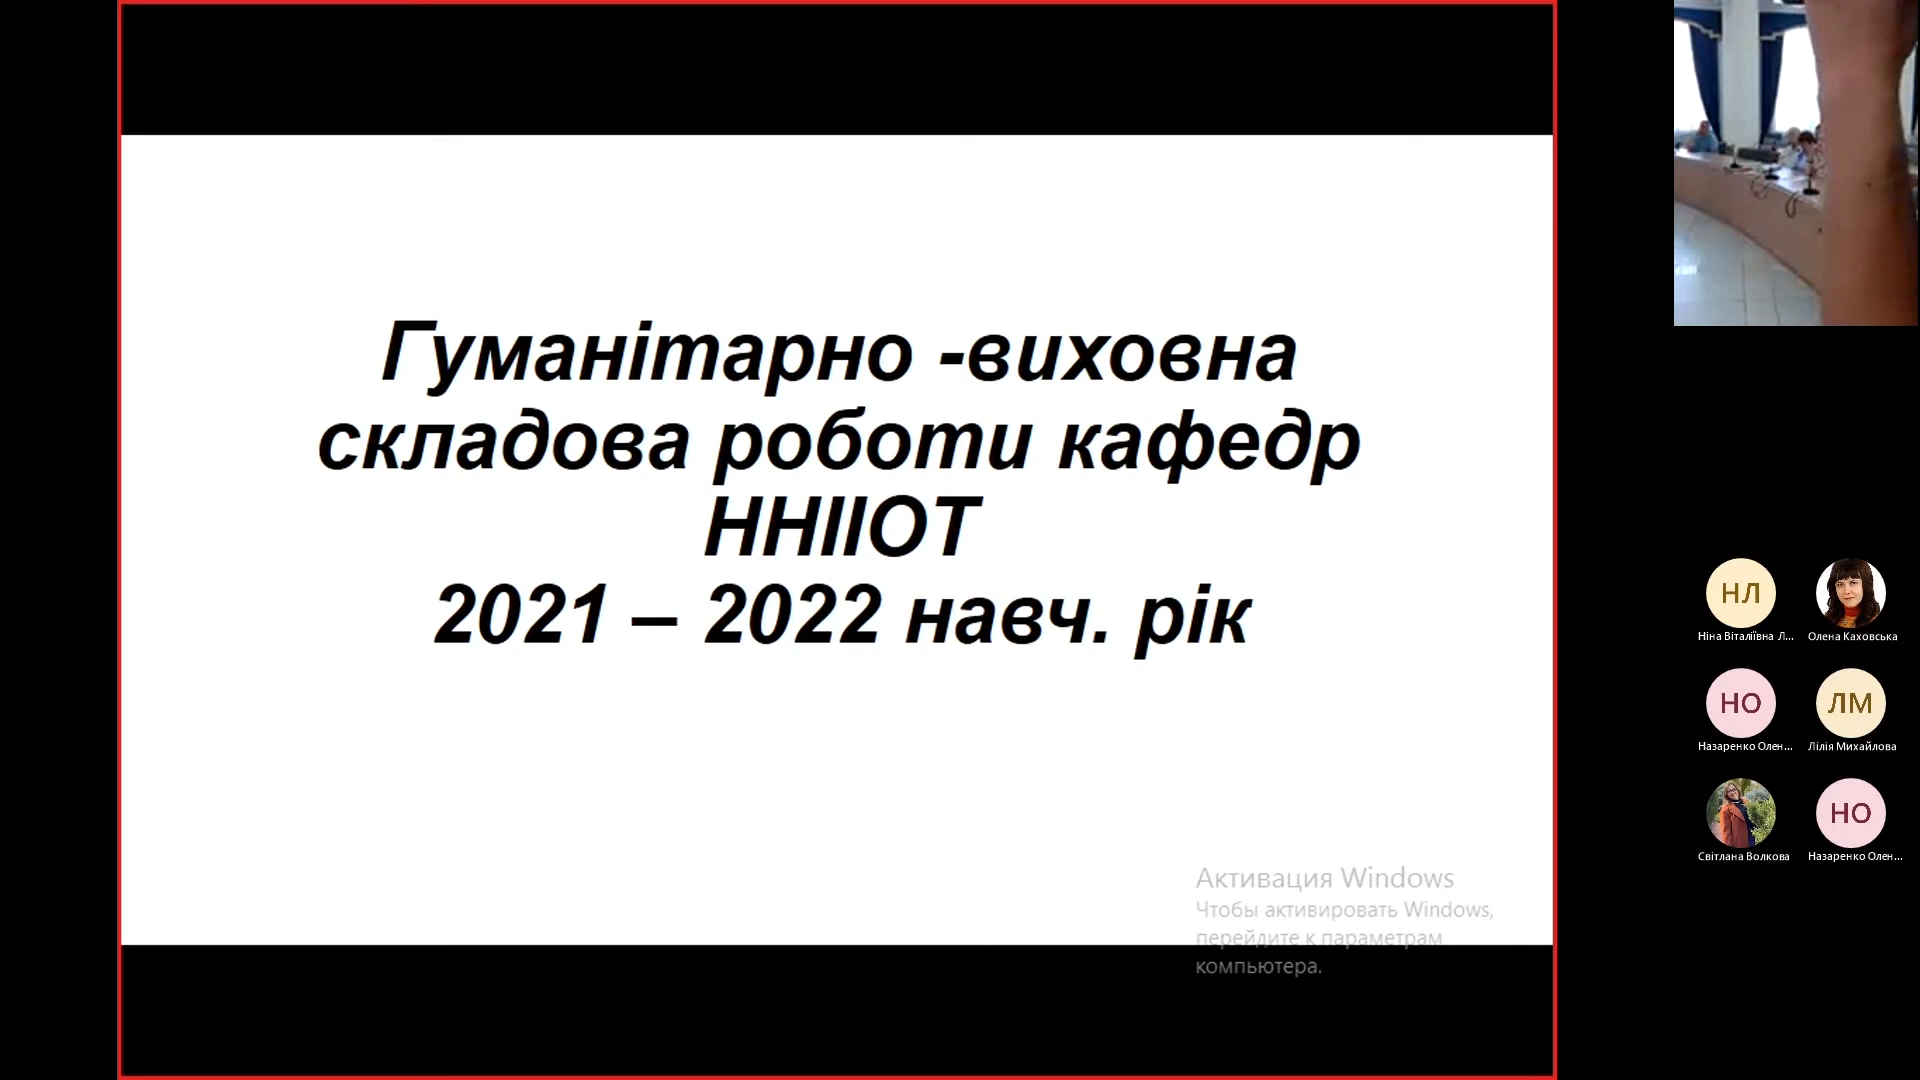 Гуманітарно -виховна
складова роботи кафедр
ННІІОТ
2021 – 2022 навч. рік
Активация Windows
Чтобы активировать Windows,
перейдите к параметрам
компьютера.
НЛ
Ніна Віталіївна Л...
Олена Каховська
НО
Назаренко Олен...
ЛМ
Лілія Михайлова
Світлана Волкова
НО
Назаренко Олен...